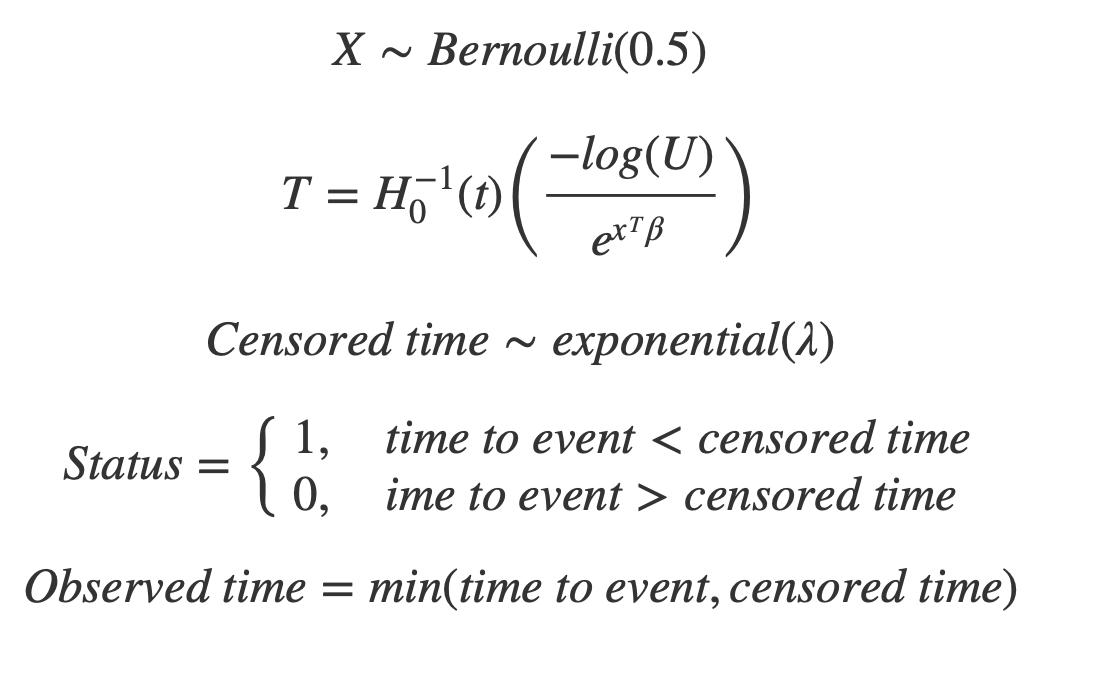 X ~ Bernoulli(0.5)
T = H₀⁻¹(t)(−log(U) / e^{x^T β})
Censored time ~ exponential(λ)
Status = { 1, time to event < censored time
0, ime to event > censored time
Observed time = min(time to event, censored time)